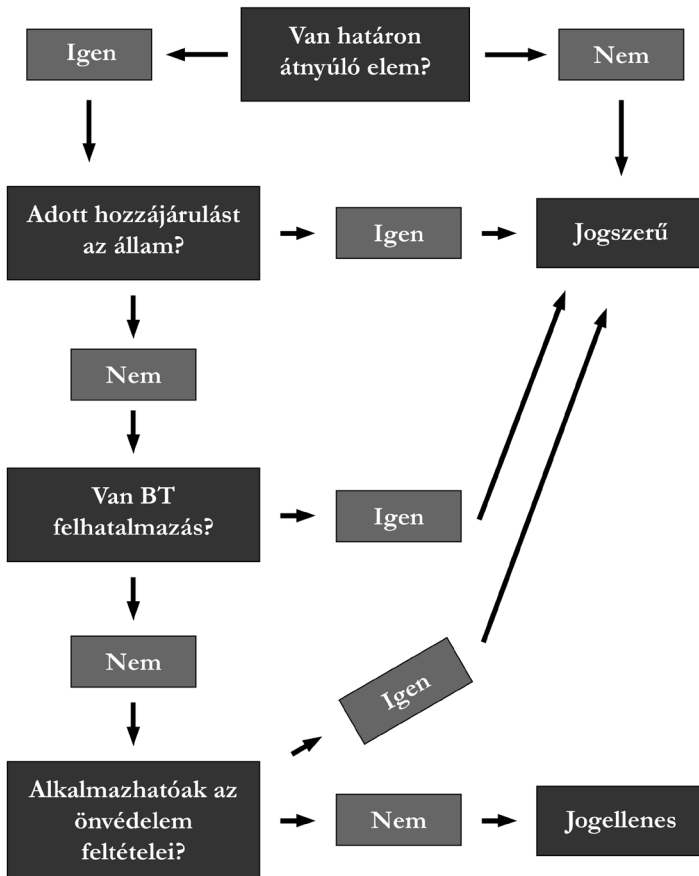 Igen
Van határon
átnyúló elem?
Nem
Adott hozzájárulást
az állam?
Igen
Jogszerű
Nem
Van BT
felhatalmazás?
Igen
Nem
Igen
Alkalmazhatóak az
önvédelem
feltételei?
Nem
Jogellenes